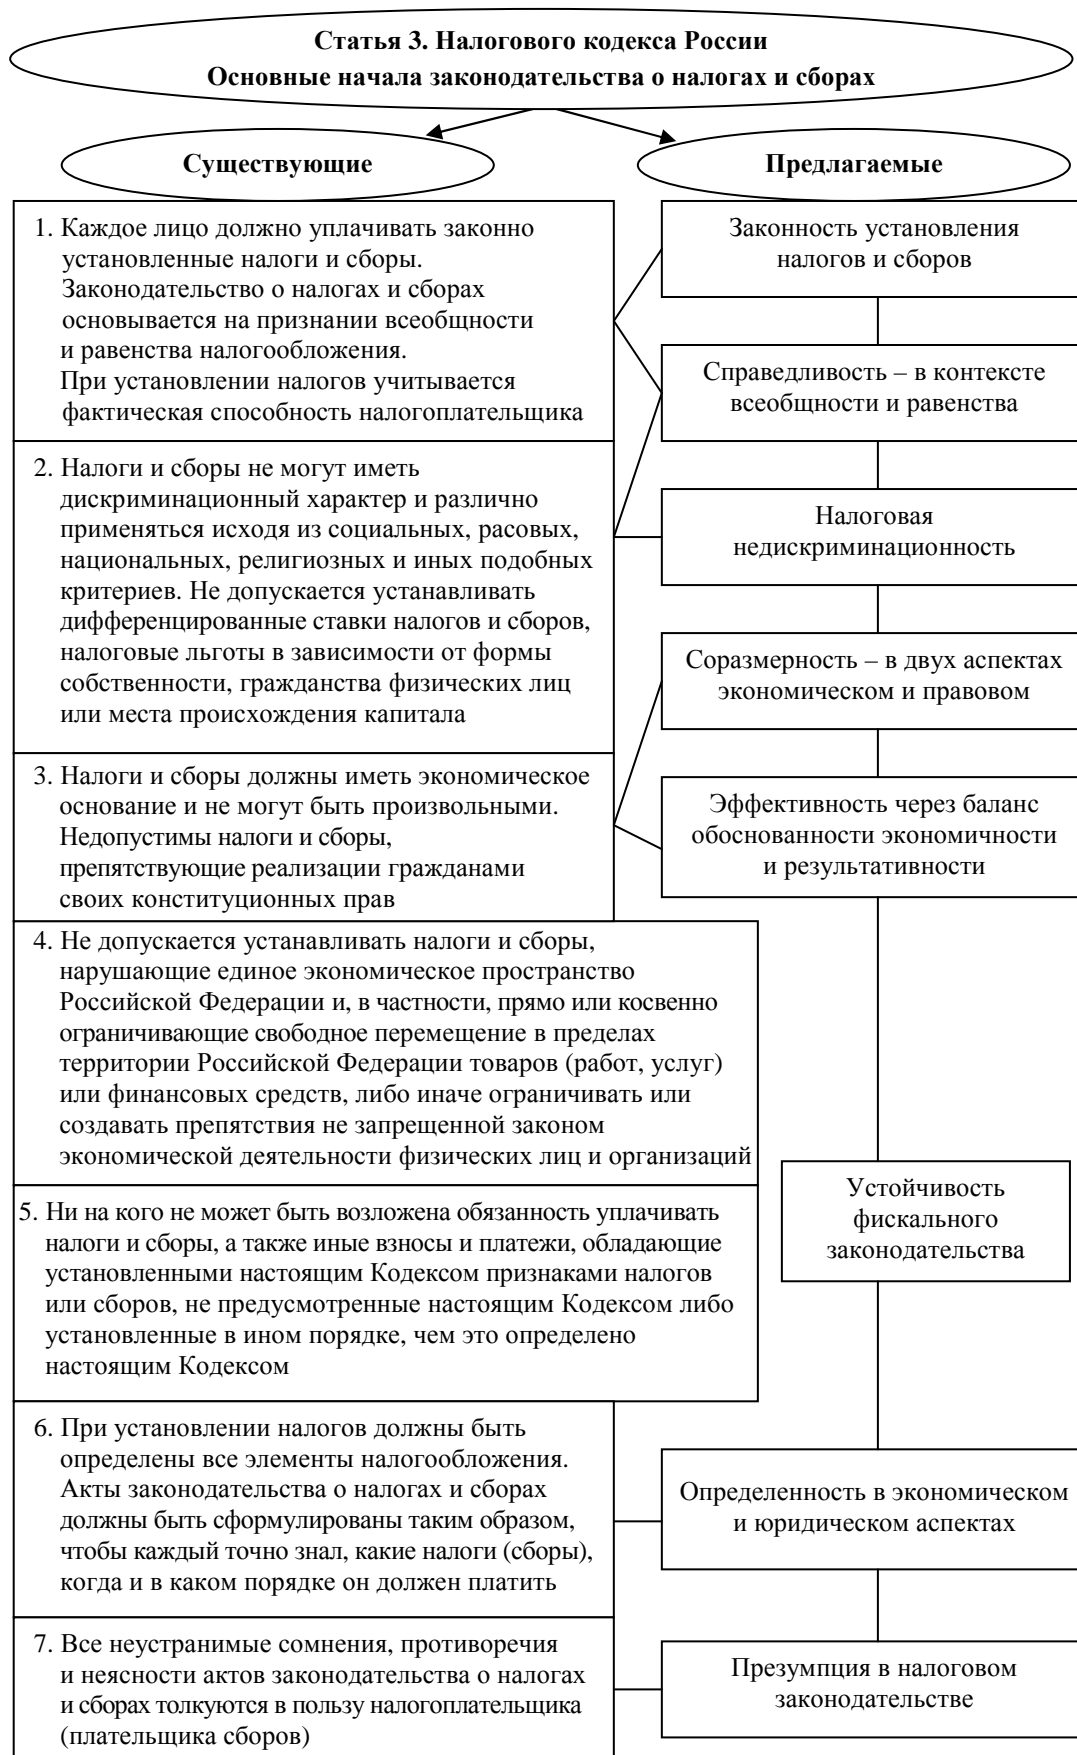 Статья 3. Налогового кодекса России
Основные начала законодательства о налогах и сборах
Существующие
Предлагаемые
1. Каждое лицо должно уплачивать законно
установленные налоги и сборы.
Законодательство о налогах и сборах
основывается на признании всеобщности
и равенства налогообложения.
При установлении налогов учитывается
фактическая способность налогоплательщика
2. Налоги и сборы не могут иметь
дискриминационный характер и различно
применяться исходя из социальных, расовых,
национальных, религиозных и иных подобных
критериев. Не допускается устанавливать
дифференцированные ставки налогов и сборов,
налоговые льготы в зависимости от формы
собственности, гражданства физических лиц
или места происхождения капитала
3. Налоги и сборы должны иметь экономическое
основание и не могут быть произвольными.
Недопустимы налоги и сборы,
препятствующие реализации гражданами
своих конституционных прав
4. Не допускается устанавливать налоги и сборы,
нарушающие единое экономическое пространство
Российской Федерации и, в частности, прямо или косвенно
ограничивающие свободное перемещение в пределах
территории Российской Федерации товаров (работ, услуг)
или финансовых средств, либо иначе ограничивать или
создавать препятствия не запрещенной законом
экономической деятельности физических лиц и организаций
5. Ни на кого не может быть возложена обязанность уплачивать
налоги и сборы, а также иные взносы и платежи, обладающие
установленными настоящим Кодексом признаками налогов
или сборов, не предусмотренные настоящим Кодексом либо
установленные в ином порядке, чем это определено
настоящим Кодексом
6. При установлении налогов должны быть
определены все элементы налогообложения.
Акты законодательства о налогах и сборах
должны быть сформулированы таким образом,
чтобы каждый точно знал, какие налоги (сборы),
когда и в каком порядке он должен платить
7. Все неустранимые сомнения, противоречия
и неясности актов законодательства о налогах
и сборах толкуются в пользу налогоплательщика
(плательщика сборов)
Законность установления
налогов и сборов
Справедливость – в контексте
всеобщности и равенства
Налоговая
недискриминационность
Соразмерность – в двух аспектах
экономическом и правовом
Эффективность через баланс
обоснованности экономичности
и результативности
Устойчивость
фискального
законодательства
Определенность в экономическом
и юридическом аспектах
Презумпция в налоговом
законодательстве